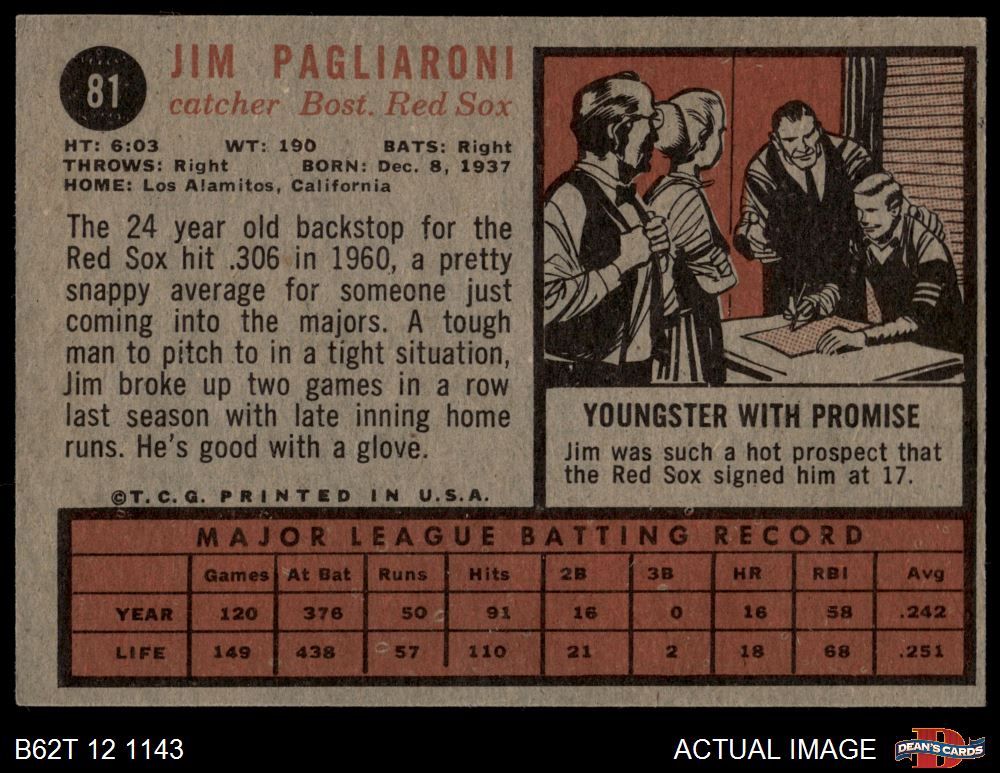 81
JIM PAGLIARONI
catcher Bost. Red Sox
HT: 6:03 WT: 190 BATS: Right
THROWS: Right BORN: Dec. 8, 1937
HOME: Los Alamitos, California
The 24 year old backstop for the
Red Sox hit .306 in 1960, a pretty
snappy average for someone just
coming into the majors. A tough
man to pitch to in a tight situation,
Jim broke up two games in a row
last season with late inning home
runs. He's good with a glove.
©T.C.G. PRINTED IN U.S.A.
YOUNGSTER WITH PROMISE
Jim was such a hot prospect that
the Red Sox signed him at 17.
MAJOR LEAGUE BATTING RECORD
Games At Bat Runs Hits 2B 3B HR RBI Avg
YEAR 120 376 50 91 16 0 16 58 .242
LIFE 149 438 57 110 21 2 18 68 .251
B62T 12 1143
ACTUAL IMAGE
DEAN'S CARDS